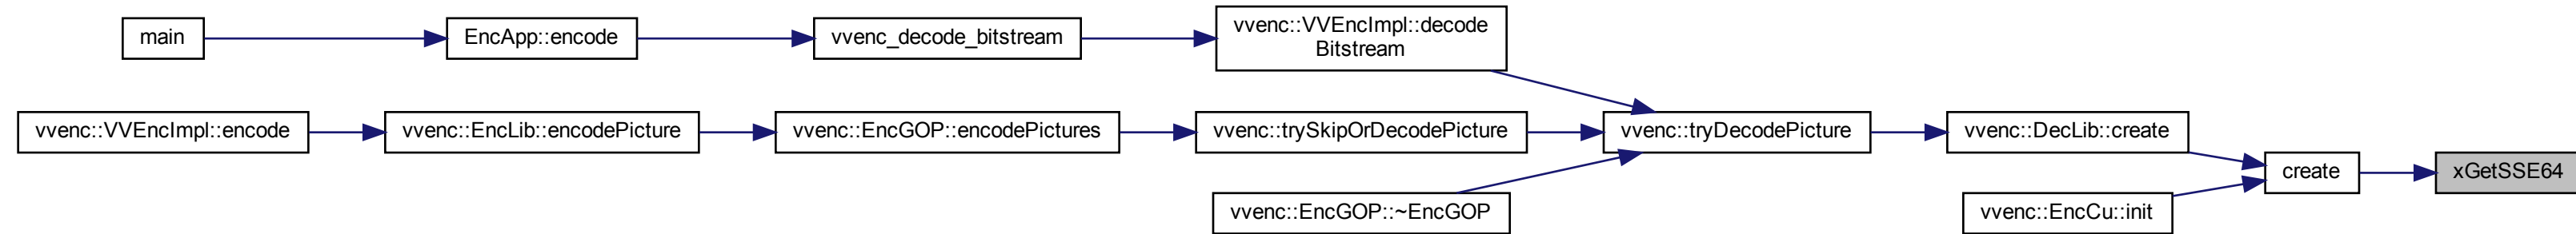 main
EncApp::encode
vvenc_decode_bitstream
vvenc::VVEncImpl::decode
Bitstream
vvenc::VVEncImpl::encode
vvenc::EncLib::encodePicture
vvenc::EncGOP::encodePictures
vvenc::trySkipOrDecodePicture
vvenc::tryDecodePicture
vvenc::DecLib::create
create
xGetSSE64
vvenc::EncGOP::~EncGOP
vvenc::EncCu::init